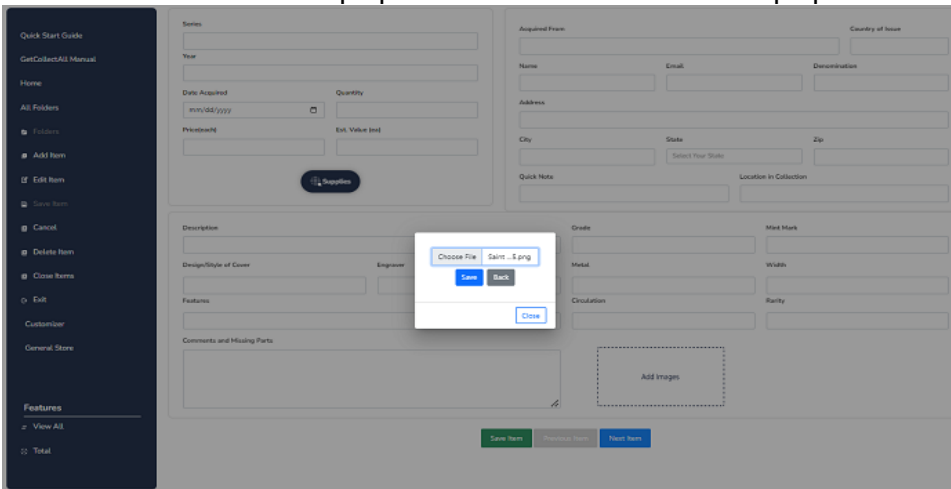 Quick Start Guide
GetCollectAll Manual
Home
All Folders
Folders
Add Item
Edit Item
Save Item
Cancel
Delete Item
Close Items
Exit
Customizer
General Store
Features
View All
Total
Series
Year
Date Acquired
Quantity
mm/dd/yyyy
Price(each)
Est. Value (ea)
Supplies
Acquired From
Country of Issue
Name
Email
Denomination
Address
City
State
Zip
Select Your State
Quick Note
Location in Collection
Description
Grade
Mint Mark
Design/Style of Cover
Engraver
Metal
Width
Features
Circulation
Rarity
Comments and Missing Parts
Add Images
Choose File
Saint ...5.png
Save
Back
Close
Save Item
Previous Item
Next Item